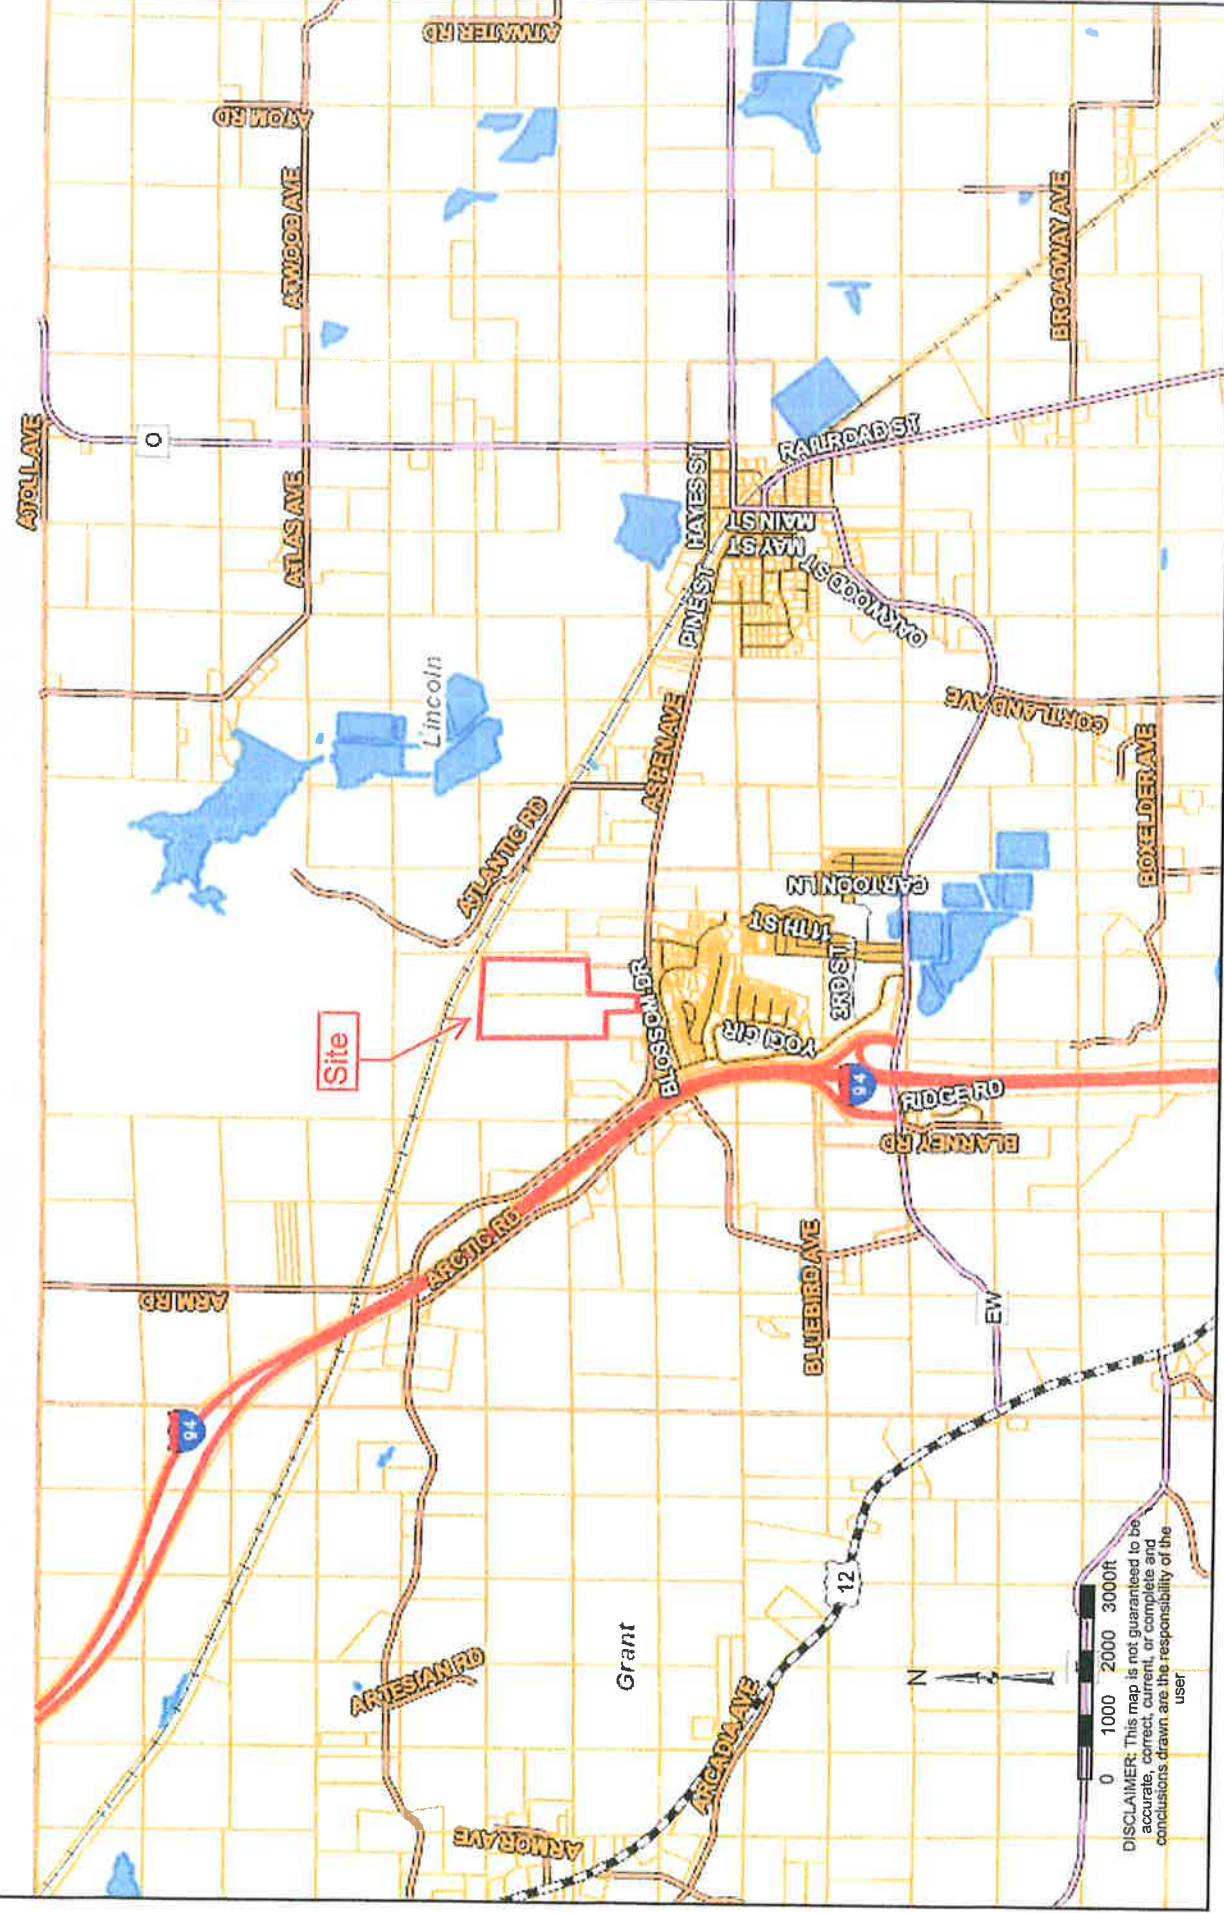 ATOLL AVE
O
ATLAS AVE
ATWOOD AVE
ATOM RD
ATWATER RD
ARM RD
94
Lincoln
ATLANTIC RD
Site
ARCTIC RD
ARTESIAN RD
ARMOR AVE
Grant
ASPEN AVE
PINE ST
HAYES ST
MAIN ST
MAY ST
OAKWOOD ST
RAILROAD ST
BLOSSOM DR
YOGI CIR
11TH ST
3RD ST
CARTOON LN
94
RIDGE RD
BLARNEY RD
BLUEBIRD AVE
EW
CORTLAND AVE
BOXELDER AVE
BROADWAY AVE
12
ARCADIA AVE
N
0 1000 2000 3000ft
DISCLAIMER: This map is not guaranteed to be
accurate, correct, current, or complete and
conclusions drawn are the responsibility of the
user